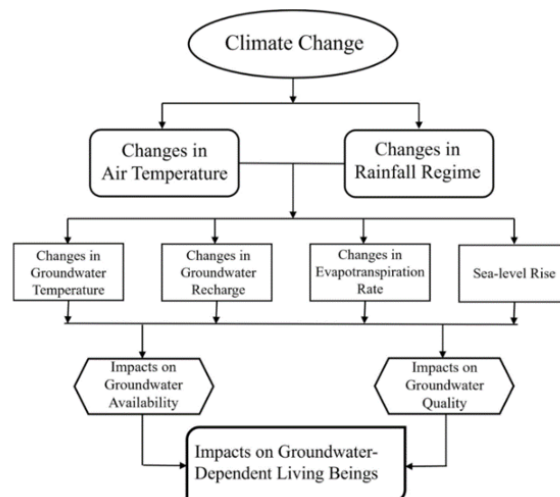 Climate Change
Changes in
Air Temperature
Changes in
Rainfall Regime
Changes in
Groundwater
Temperature
Changes in
Groundwater
Recharge
Changes in
Evapotranspiration
Rate
Sea-level Rise
Impacts on
Groundwater
Availability
Impacts on
Groundwater
Quality
Impacts on Groundwater-
Dependent Living Beings